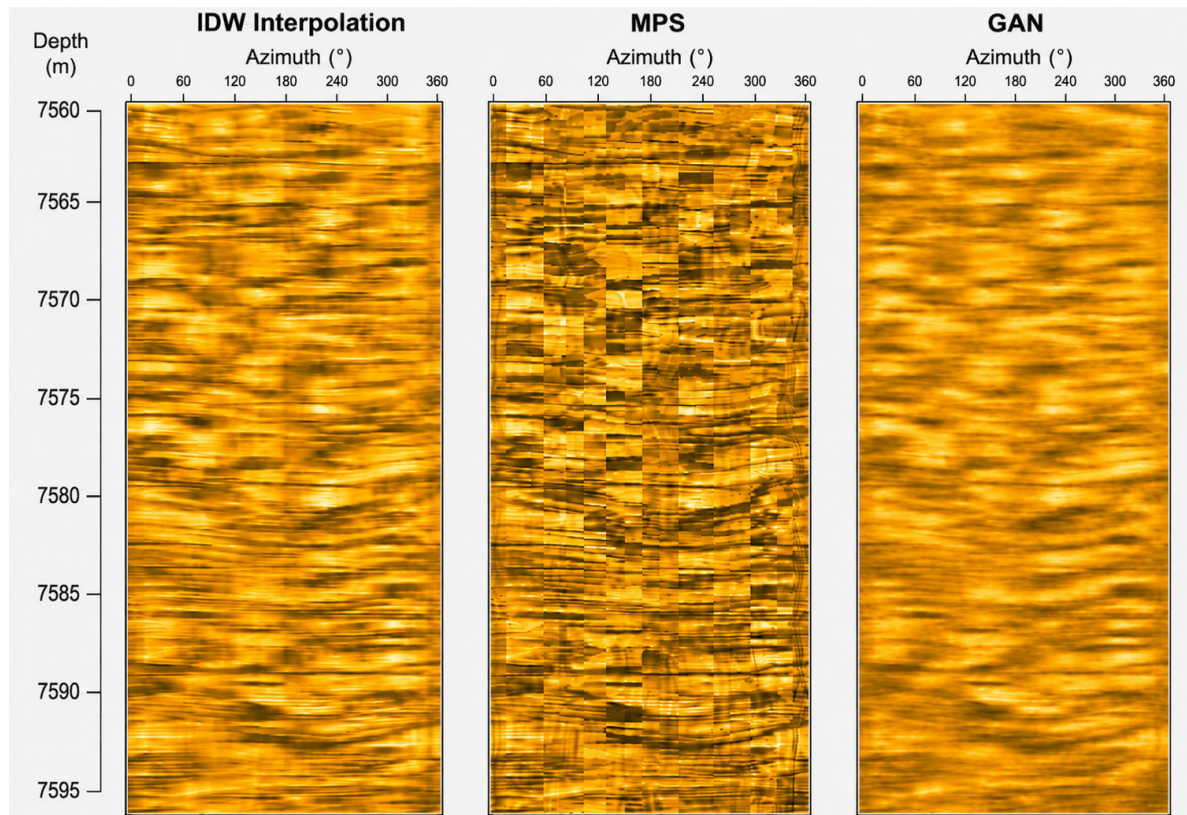 IDW Interpolation
MPS
GAN
Depth
(m)
Azimuth (°)
Azimuth (°)
Azimuth (°)
0 60 120 180 240 300 360
0 60 120 180 240 300 360
0 60 120 180 240 300 360
7560
7565
7570
7575
7580
7585
7590
7595